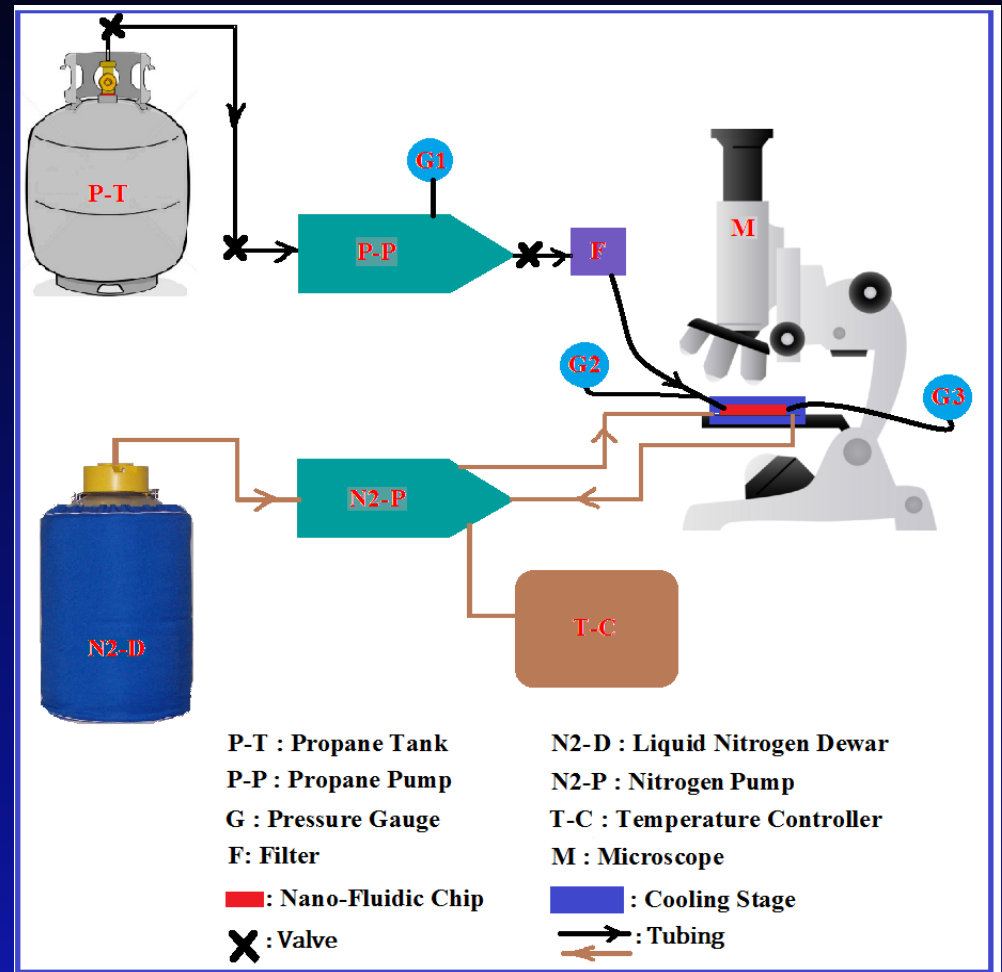 G1
P-T
P-P
F
M
G2
G3
N2-P
T-C
N2-D
P-T : Propane Tank
P-P : Propane Pump
G : Pressure Gauge
F: Filter
: Nano-Fluidic Chip
: Valve
N2-D : Liquid Nitrogen Dewar
N2-P : Nitrogen Pump
T-C : Temperature Controller
M : Microscope
: Cooling Stage
: Tubing